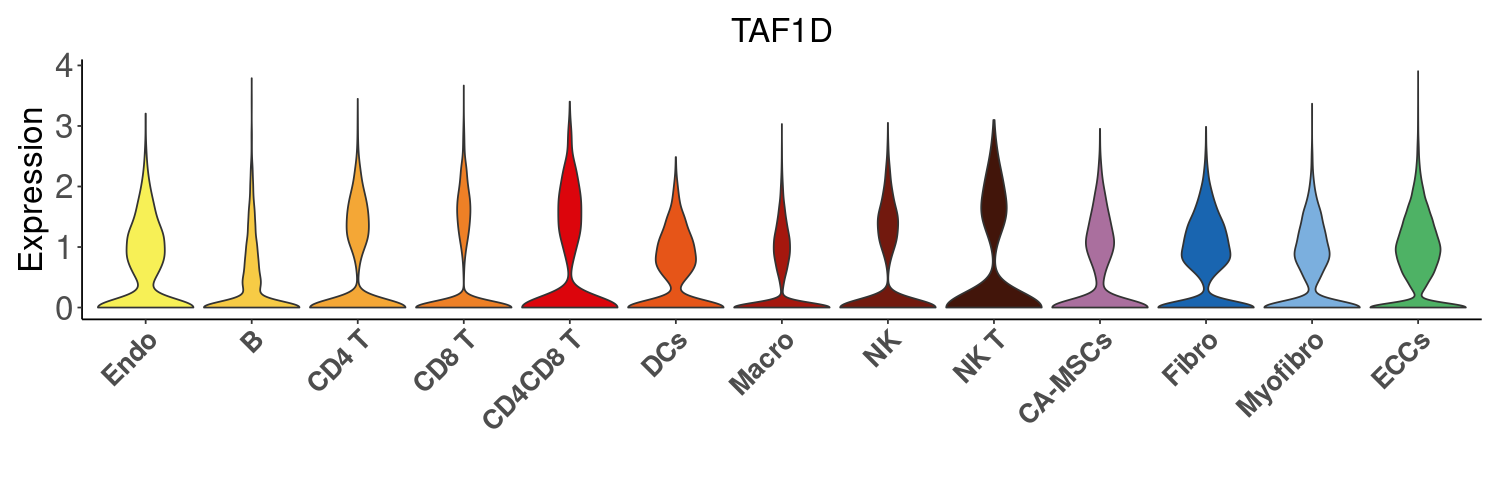 TAF1D
Expression
4
3
2
1
0
Endo
B
CD4 T
CD8 T
CD4CD8 T
DCs
Macro
NK
NK T
CA-MSCs
Fibro
Myofibro
ECCs